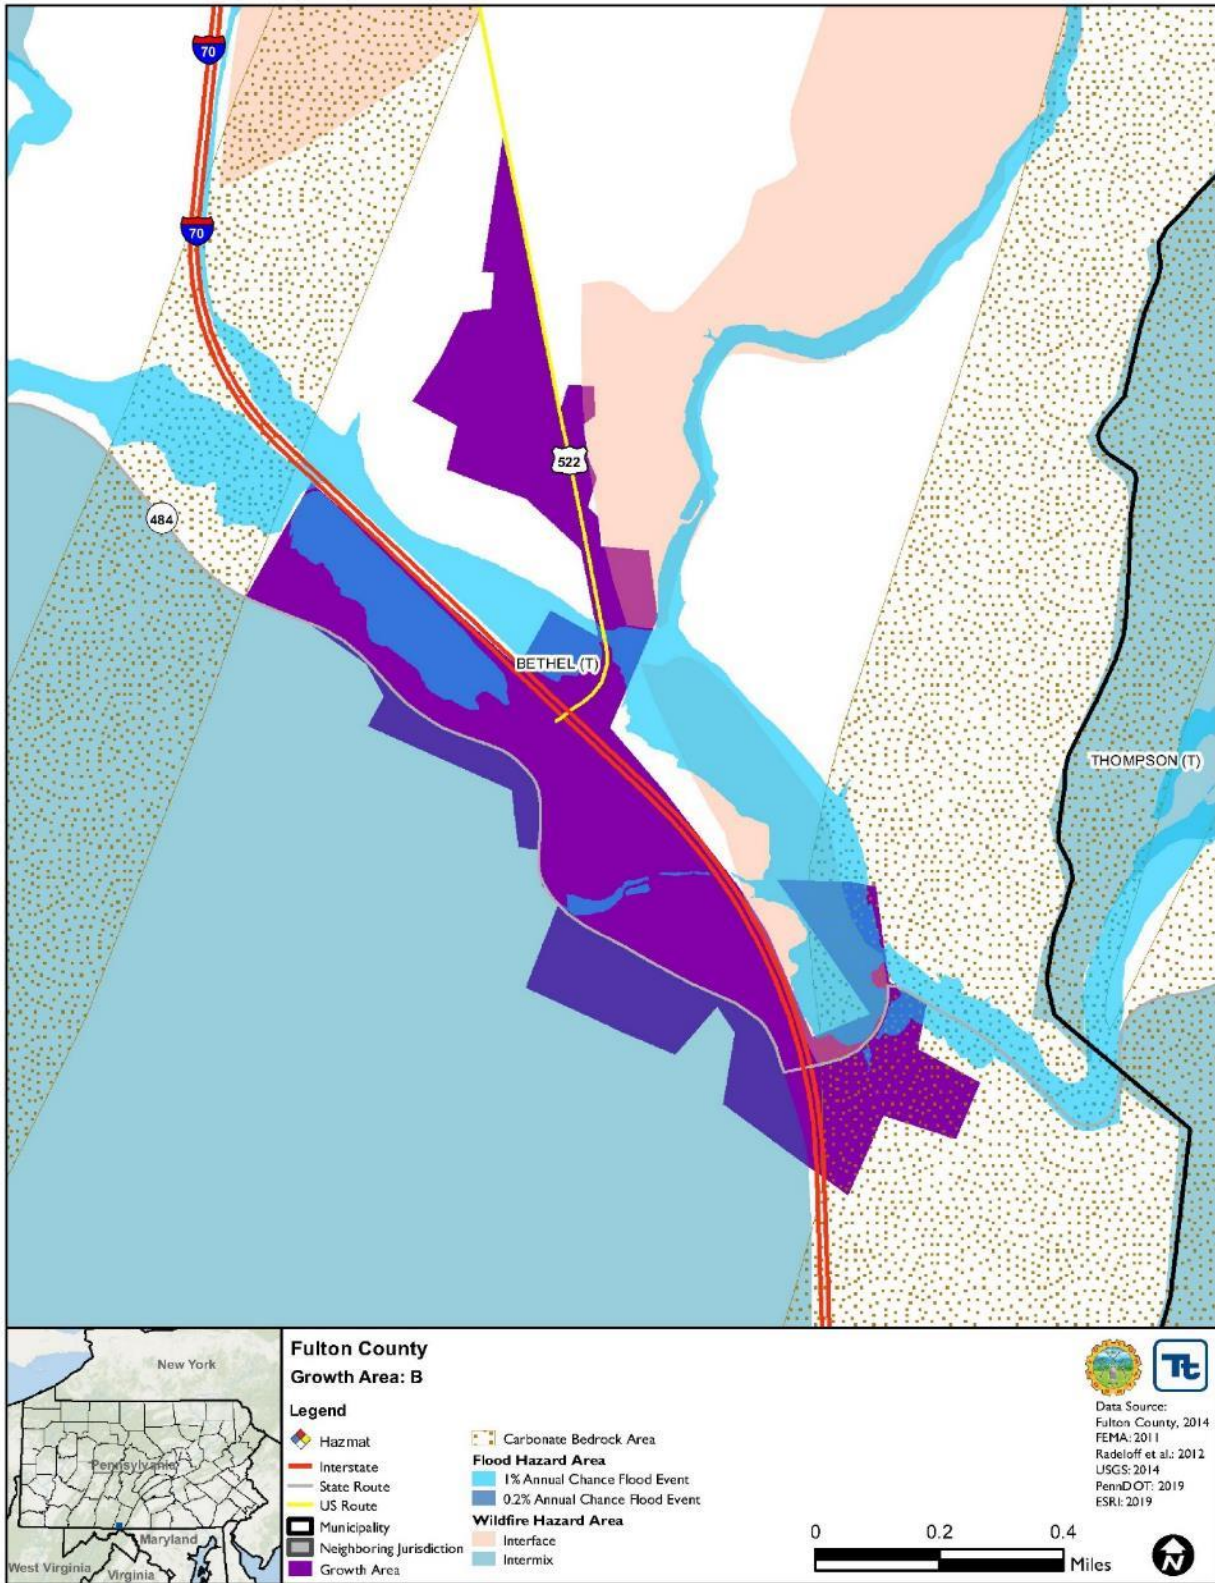 70
70
522
484
BETHEL (T)
THOMPSON (T)
New York
Pennsylvania
Maryland
West Virginia
Virginia
Fulton County
Growth Area: B
Legend
Hazmat
Interstate
State Route
US Route
Municipality
Neighboring Jurisdiction
Growth Area
Carbonate Bedrock Area
Flood Hazard Area
1% Annual Chance Flood Event
0.2% Annual Chance Flood Event
Wildfire Hazard Area
Interface
Intermix
0 0.2 0.4
Miles
Tt
Data Source:
Fulton County, 2014
FEMA: 2011
Radeloff et al.: 2012
USGS: 2014
PennDOT: 2019
ESRI: 2019
N